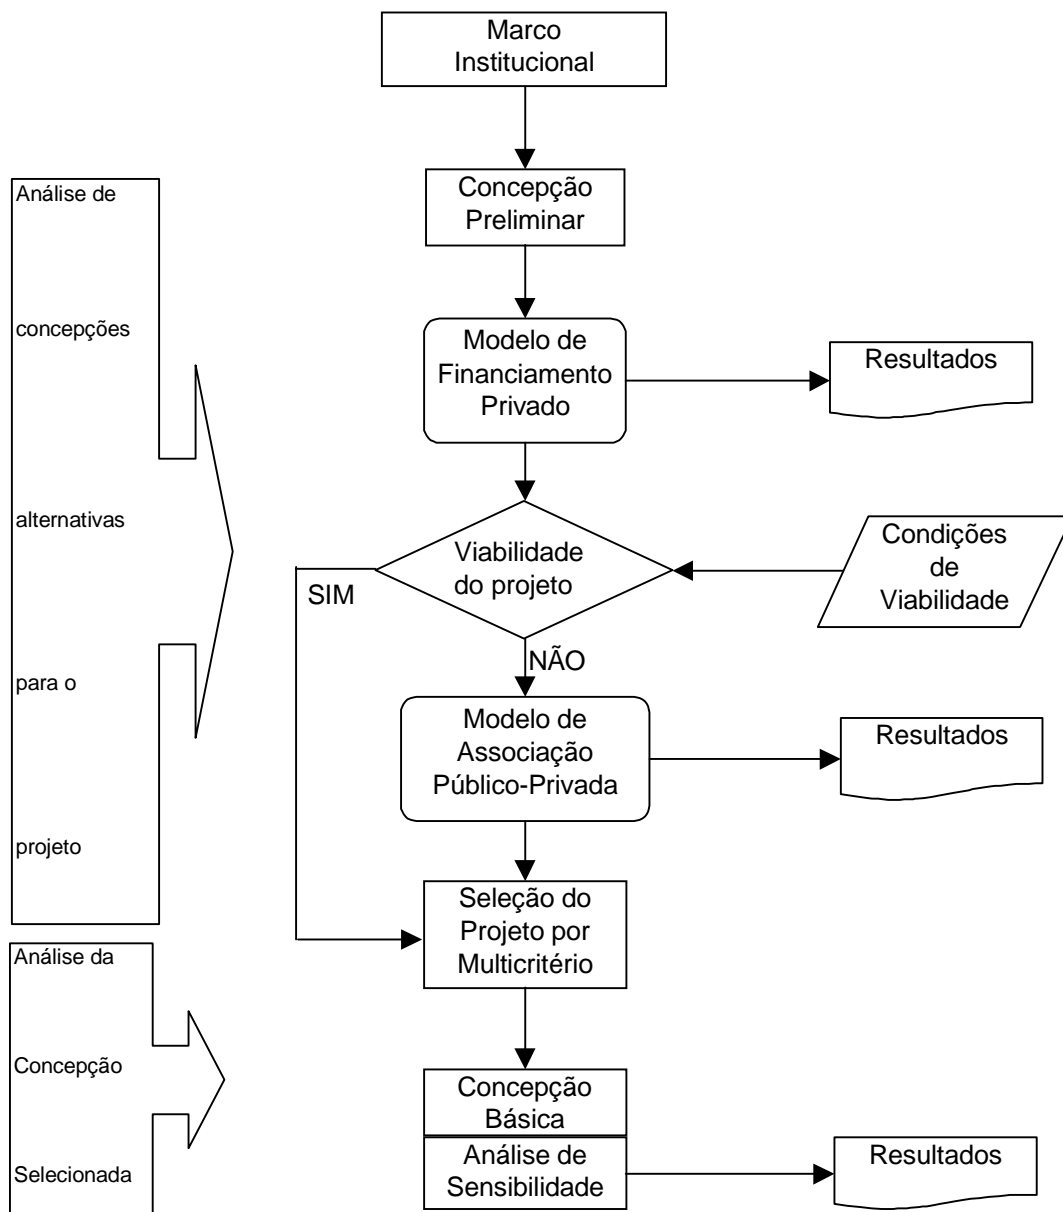 Marco
Institucional
Concepção
Preliminar
Análise de
concepções
alternativas
para o
projeto
Modelo de
Financiamento
Privado
Resultados
Viabilidade
do projeto
Condições
de
Viabilidade
SIM
NÃO
Modelo de
Associação
Público-Privada
Resultados
Seleção do
Projeto por
Multicritério
Análise da
Concepção
Selecionada
Concepção
Básica
Análise de
Sensibilidade
Resultados